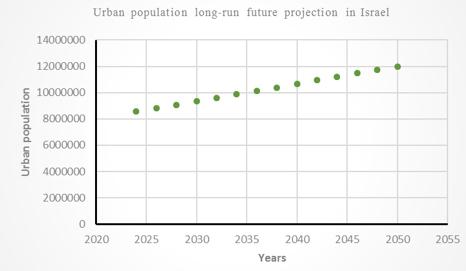 Urban population long-run future projection in Israel
14000000
12000000
10000000
8000000
6000000
4000000
2000000
0
Urban population
2020 2025 2030 2035 2040 2045 2050 2055
Years